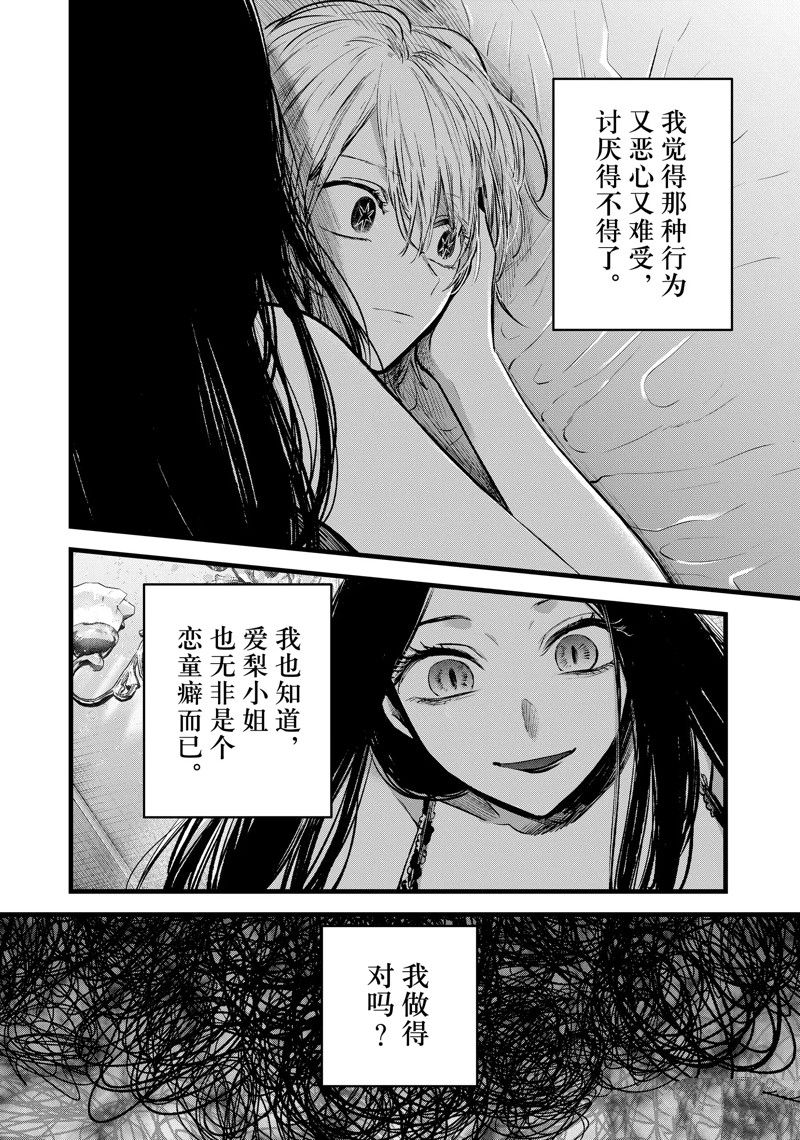 我觉得那种行为
又恶心又难受，
讨厌得不得了。
我也知道，
爱梨小姐
也无非是个
恋童癖而已。
我做得
对吗？